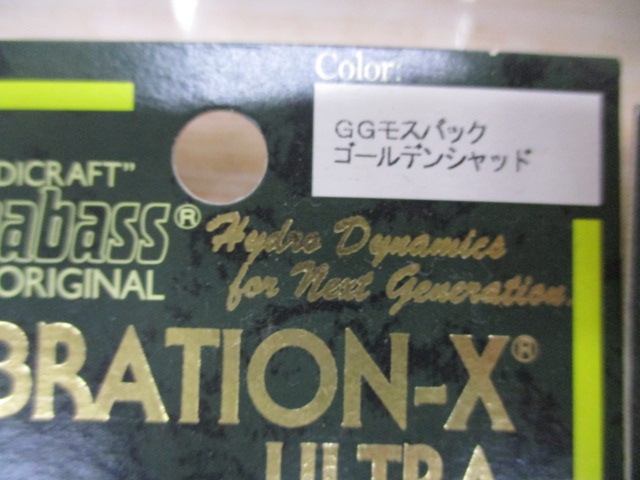 Color:
GGモスバック
ゴールデンシャッド
DICRAFT"
abass®
ORIGINAL
Hydro Dynamics
for Next Generation.
BRATION-X®
ULTRA